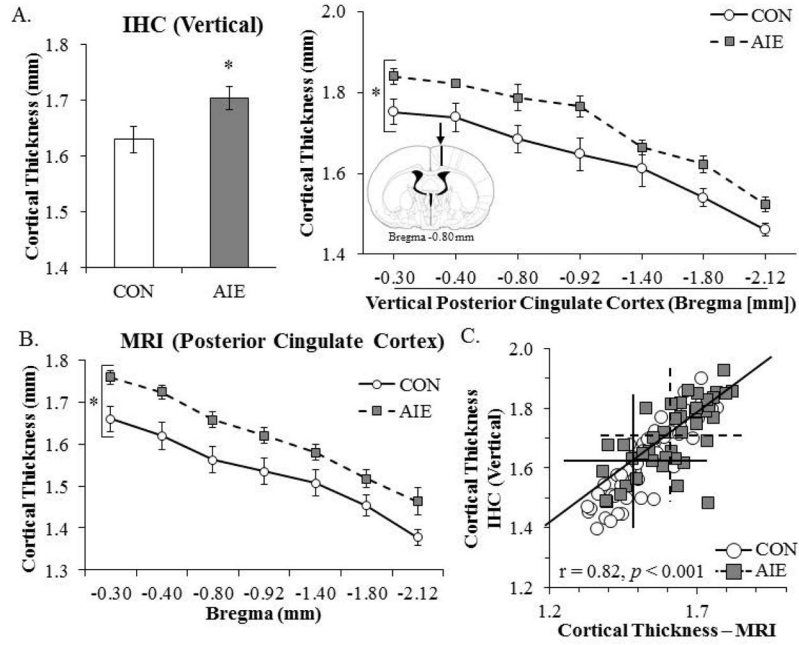 A.
IHC (Vertical)
Cortical Thickness (mm)
1.8
1.7
1.6
1.5
1.4
*
CON
AIE
Cortical Thickness (mm)
2.0
1.8
1.6
1.4
*
CON
AIE
Bregma -0.80mm
-0.30 -0.40 -0.80 -0.92 -1.40 -1.80 -2.12
Vertical Posterior Cingulate Cortex (Bregma [mm])
B.
MRI (Posterior Cingulate Cortex)
Cortical Thickness (mm)
1.8
1.7
1.6
1.5
1.4
1.3
*
CON
AIE
-0.30 -0.40 -0.80 -0.92 -1.40 -1.80 -2.12
Bregma (mm)
C.
Cortical Thickness
IHC (Vertical)
2.0
1.8
1.6
1.4
1.2
CON
AIE
r = 0.82, p < 0.001
1.2 1.7
Cortical Thickness – MRI